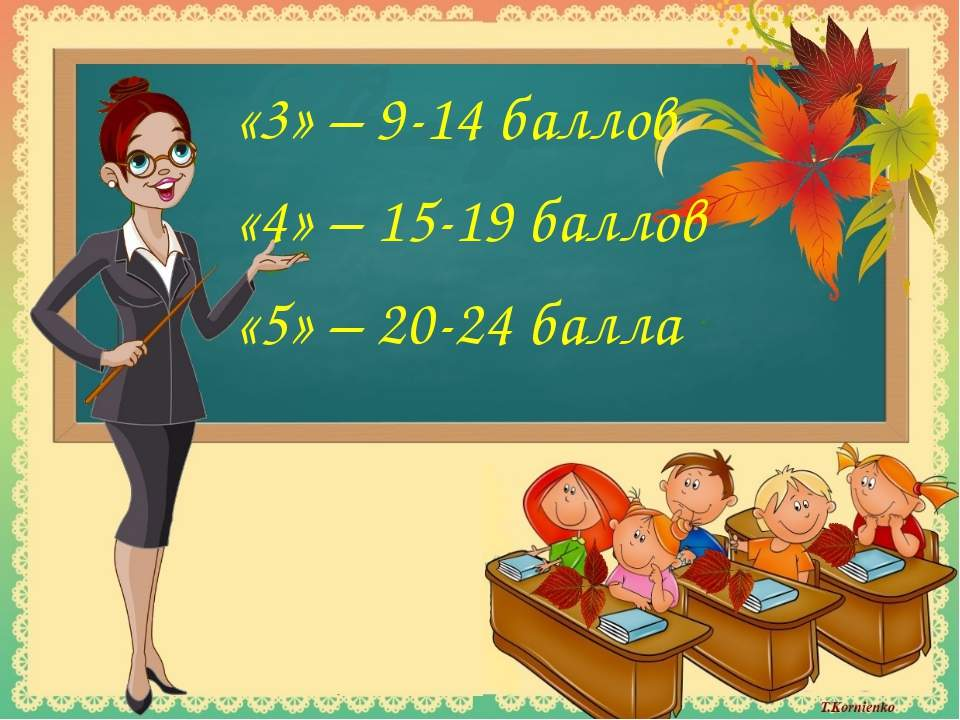 «3» – 9-14 баллов
«4» – 15-19 баллов
«5» – 20-24 балла
T.Kornienko